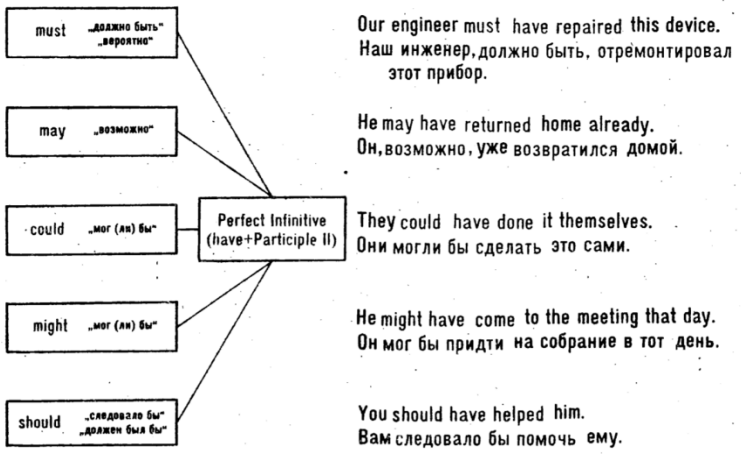 must „должно быть"
„вероятно"
Our engineer must have repaired this device.
Наш инженер, должно быть, отремонтировал
этот прибор.
may „возможно"
He may have returned home already.
Он, возможно, уже возвратился домой.
could „мог (ли) бы"
Perfect Infinitive
(have+Participle II)
They could have done it themselves.
Они могли бы сделать это сами.
might „мог (ли) бы"
He might have come to the meeting that day.
Он мог бы придти на собрание в тот день.
should „следовало бы"
„должен был бы"
You should have helped him.
Вам следовало бы помочь ему.